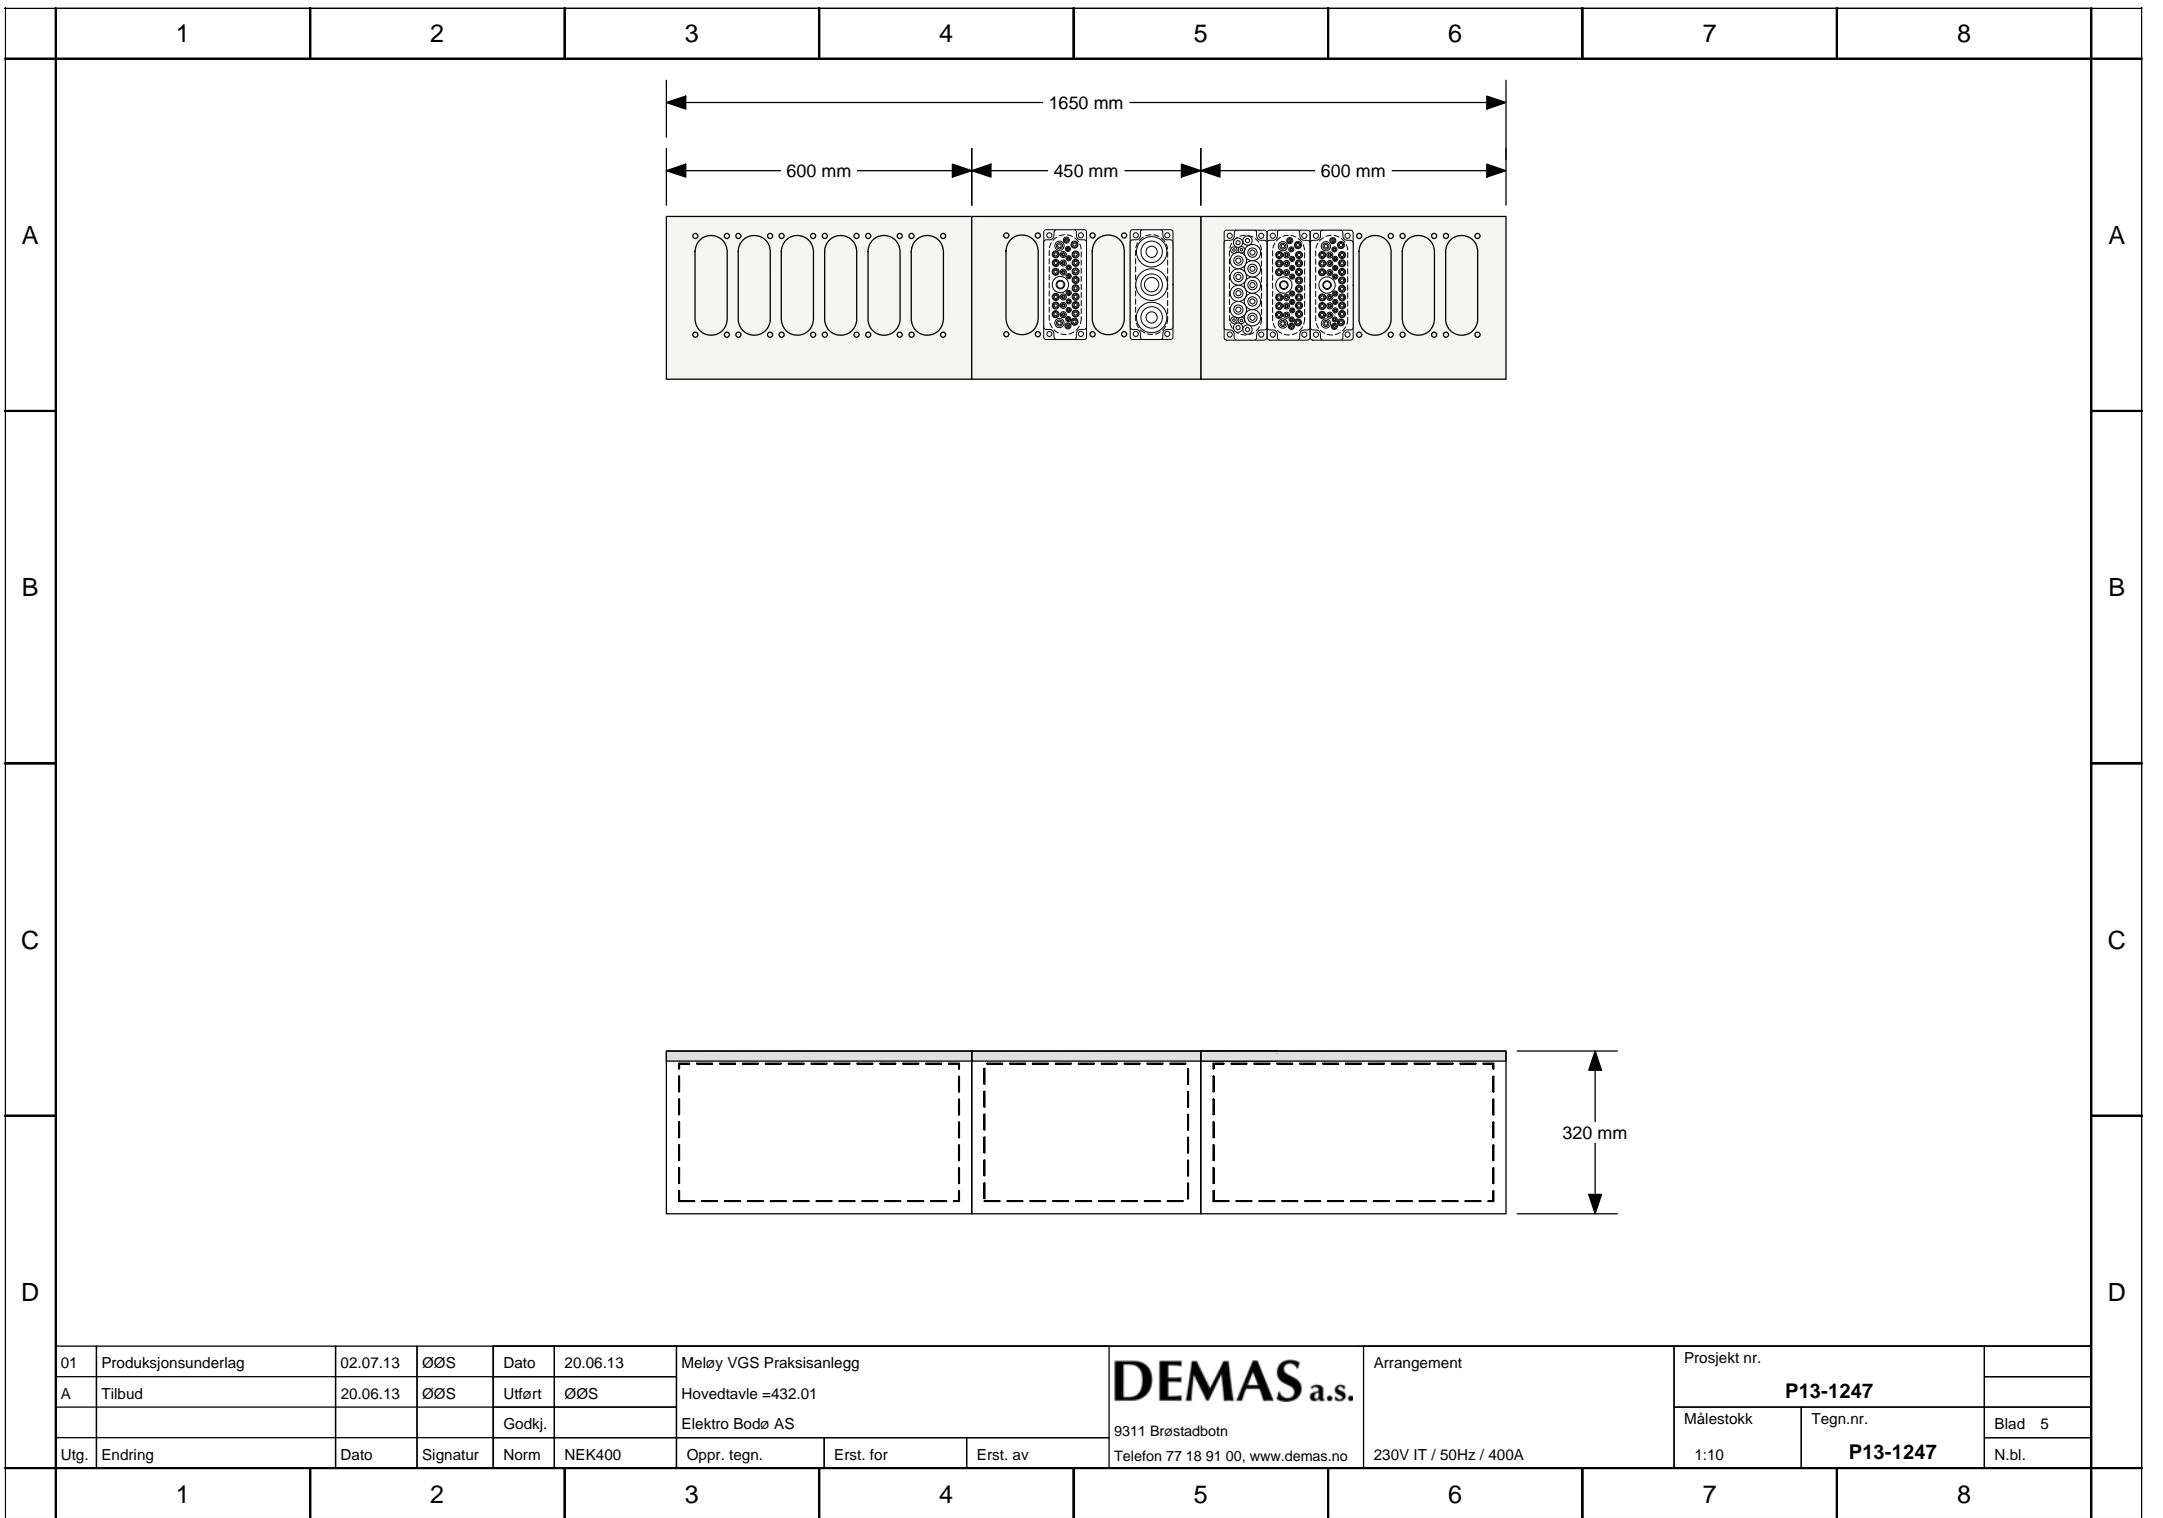 1 2 3 4 5 6 7 8
1650 mm
600 mm 450 mm 600 mm
A A
B B
C C
320 mm
D D
01 Produksjonsunderlag 02.07.13 ØØS Dato 20.06.13 Meløy VGS Praksisanlegg
A Tilbud 20.06.13 ØØS Utført ØØS Hovedtavle =432.01
Godkj. Elektro Bodø AS
Utg. Endring Dato Signatur Norm NEK400 Oppr. tegn. Erst. for Erst. av
DEMAS a.s.
9311 Brøstadbotn
Telefon 77 18 91 00, www.demas.no
Arrangement
230V IT / 50Hz / 400A
Prosjekt nr.
P13-1247
Målestokk Tegn.nr. Blad 5
1:10 P13-1247 N.bl.
1 2 3 4 5 6 7 8